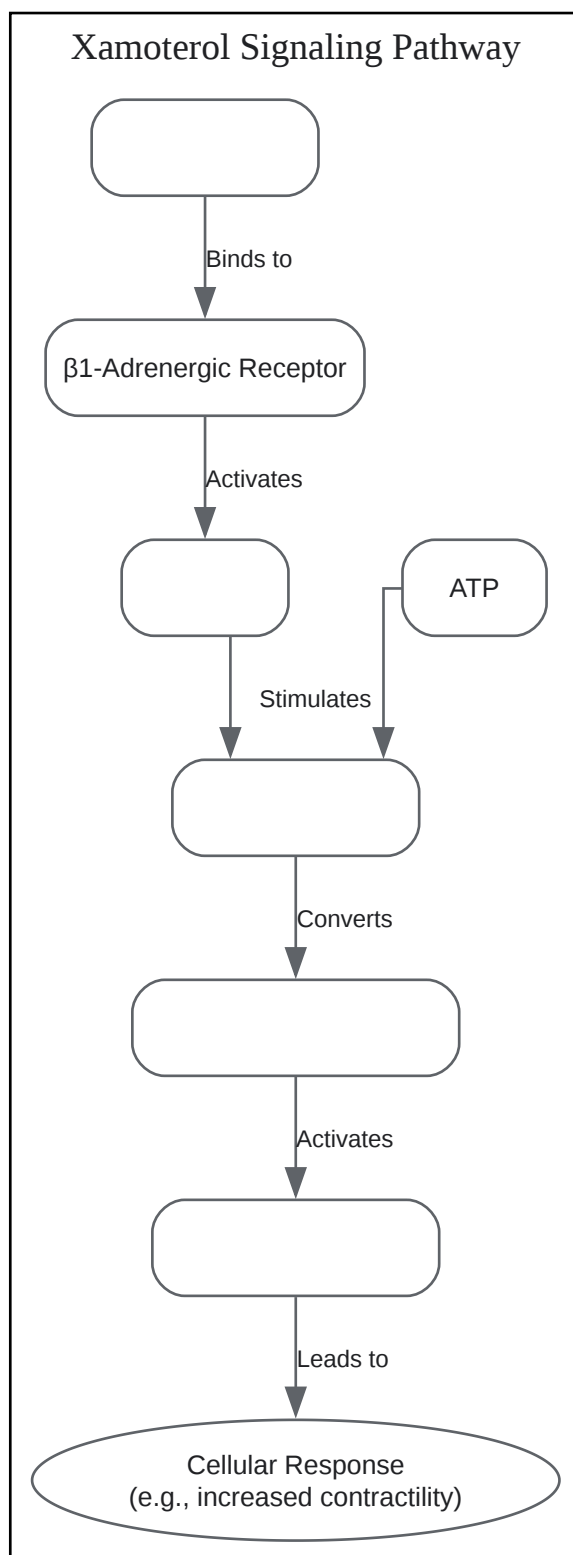 Xamoterol Signaling Pathway
Binds to
β1-Adrenergic Receptor
Activates
ATP
Stimulates
Converts
Activates
Leads to
Cellular Response
(e.g., increased contractility)